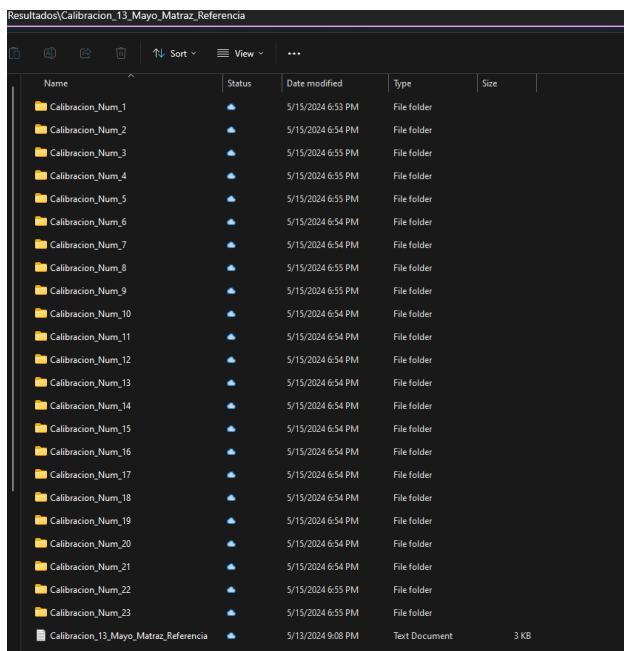 Resultados\Calibracion_13_Mayo_Matraz_Referencia
Sort View ...
Name Status Date modified Type Size
Calibracion_Num_1 5/15/2024 6:53 PM File folder
Calibracion_Num_2 5/15/2024 6:54 PM File folder
Calibracion_Num_3 5/15/2024 6:55 PM File folder
Calibracion_Num_4 5/15/2024 6:55 PM File folder
Calibracion_Num_5 5/15/2024 6:55 PM File folder
Calibracion_Num_6 5/15/2024 6:54 PM File folder
Calibracion_Num_7 5/15/2024 6:54 PM File folder
Calibracion_Num_8 5/15/2024 6:55 PM File folder
Calibracion_Num_9 5/15/2024 6:55 PM File folder
Calibracion_Num_10 5/15/2024 6:54 PM File folder
Calibracion_Num_11 5/15/2024 6:54 PM File folder
Calibracion_Num_12 5/15/2024 6:54 PM File folder
Calibracion_Num_13 5/15/2024 6:54 PM File folder
Calibracion_Num_14 5/15/2024 6:54 PM File folder
Calibracion_Num_15 5/15/2024 6:54 PM File folder
Calibracion_Num_16 5/15/2024 6:54 PM File folder
Calibracion_Num_17 5/15/2024 6:54 PM File folder
Calibracion_Num_18 5/15/2024 6:54 PM File folder
Calibracion_Num_19 5/15/2024 6:54 PM File folder
Calibracion_Num_20 5/15/2024 6:54 PM File folder
Calibracion_Num_21 5/15/2024 6:54 PM File folder
Calibracion_Num_22 5/15/2024 6:55 PM File folder
Calibracion_Num_23 5/15/2024 6:55 PM File folder
Calibracion_13_Mayo_Matraz_Referencia 5/13/2024 9:08 PM Text Document 3 KB